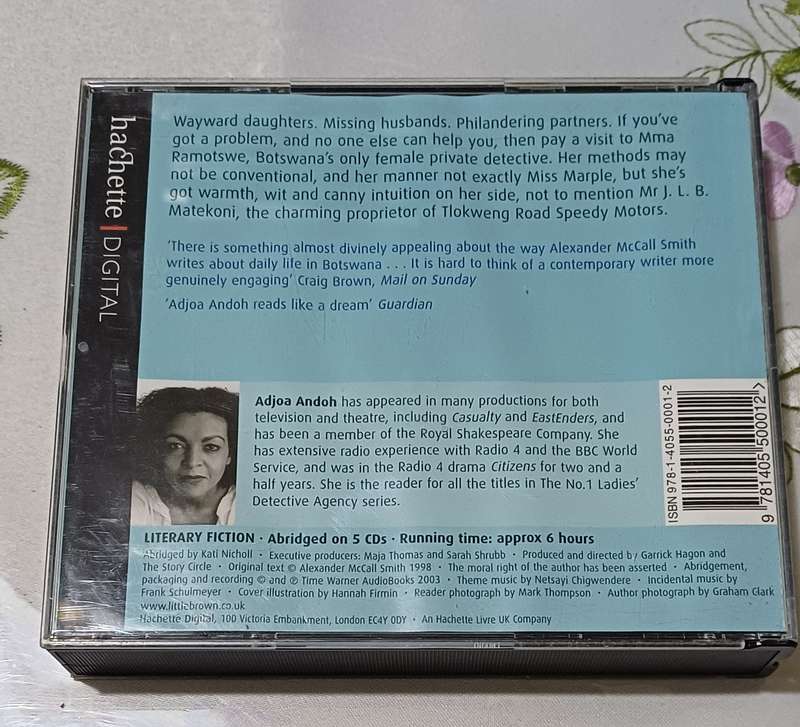 hachette DIGITAL
Wayward daughters. Missing husbands. Philandering partners. If you've
got a problem, and no one else can help you, then pay a visit to Mma
Ramotswe, Botswana's only female private detective. Her methods may
not be conventional, and her manner not exactly Miss Marple, but she's
got warmth, wit and canny intuition on her side, not to mention Mr J. L. B.
Matekoni, the charming proprietor of Tlokweng Road Speedy Motors.
'There is something almost divinely appealing about the way Alexander McCall Smith
writes about daily life in Botswana . . . It is hard to think of a contemporary writer more
genuinely engaging' Craig Brown, Mail on Sunday
'Adjoa Andoh reads like a dream' Guardian
Adjoa Andoh has appeared in many productions for both
television and theatre, including Casualty and EastEnders, and
has been a member of the Royal Shakespeare Company. She
has extensive radio experience with Radio 4 and the BBC World
Service, and was in the Radio 4 drama Citizens for two and a
half years. She is the reader for all the titles in The No.1 Ladies'
Detective Agency series.
ISBN 978-1-4055-0001-2
9 781405 500012 >
LITERARY FICTION · Abridged on 5 CDs · Running time: approx 6 hours
Abridged by Kati Nicholl · Executive producers: Maja Thomas and Sarah Shrubb · Produced and directed by Garrick Hagon and
The Story Circle · Original text © Alexander McCall Smith 1998 · The moral right of the author has been asserted · Abridgement,
packaging and recording © and ℗ Time Warner AudioBooks 2003 · Theme music by Netsayi Chigwendere · Incidental music by
Frank Schulmeyer · Cover illustration by Hannah Firmin · Reader photograph by Mark Thompson · Author photograph by Graham Clark
www.littlebrown.co.uk
Hachette Digital, 100 Victoria Embankment, London EC4Y 0DY · An Hachette Livre UK Company